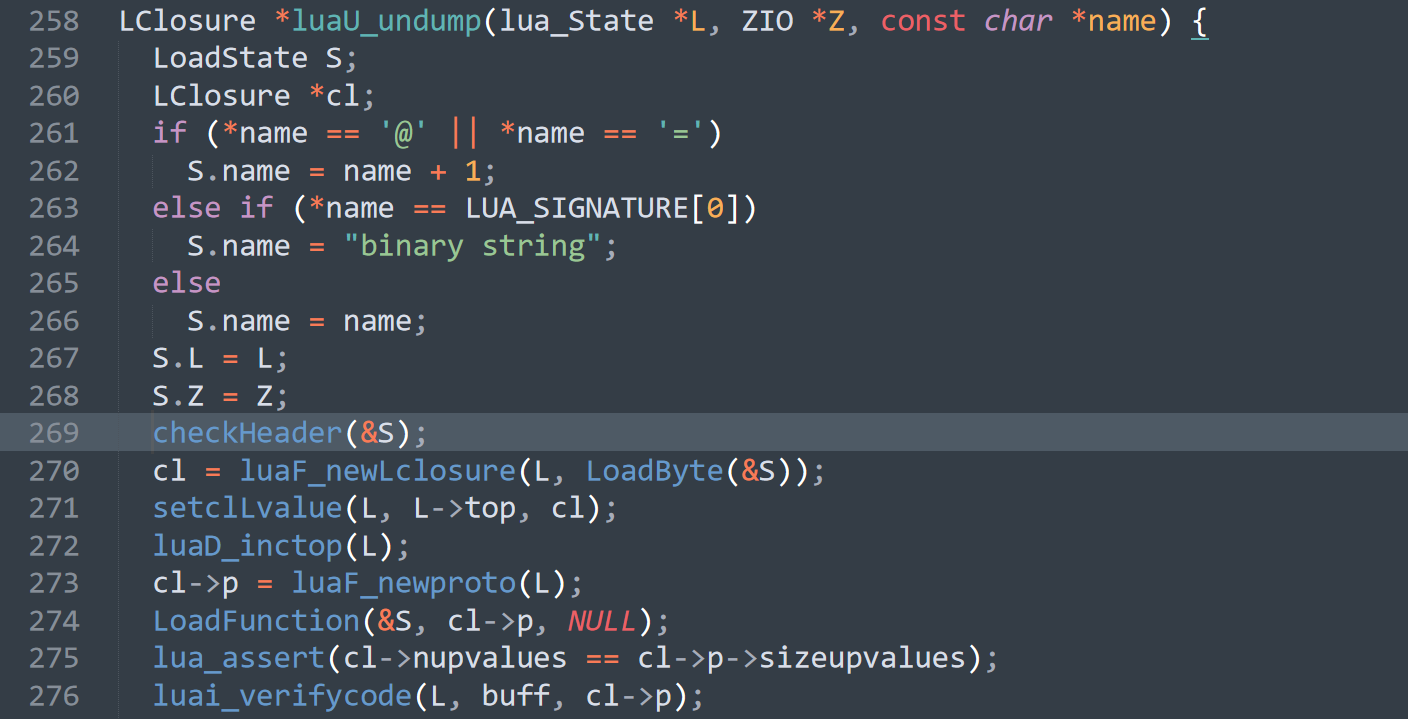 258 LClosure *luaU_undump(lua_State *L, ZIO *Z, const char *name) {
259   LoadState S;
260   LClosure *cl;
261   if (*name == '@' || *name == '=')
262     S.name = name + 1;
263   else if (*name == LUA_SIGNATURE[0])
264     S.name = "binary string";
265   else
266     S.name = name;
267   S.L = L;
268   S.Z = Z;
269   checkHeader(&S);
270   cl = luaF_newLclosure(L, LoadByte(&S));
271   setclLvalue(L, L->top, cl);
272   luaD_inctop(L);
273   cl->p = luaF_newproto(L);
274   LoadFunction(&S, cl->p, NULL);
275   lua_assert(cl->nupvalues == cl->p->sizeupvalues);
276   luai_verifycode(L, buff, cl->p);